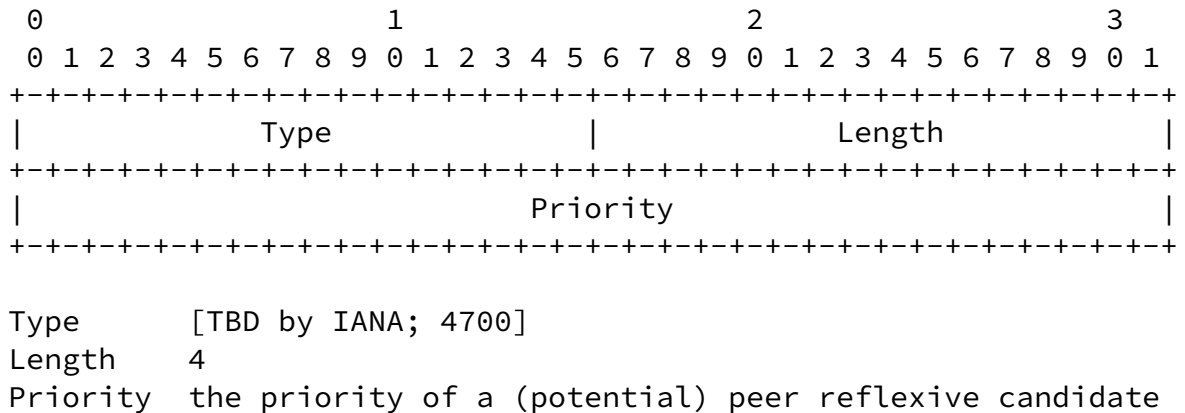 0                   1                   2                   3
 0 1 2 3 4 5 6 7 8 9 0 1 2 3 4 5 6 7 8 9 0 1 2 3 4 5 6 7 8 9 0 1
+-+-+-+-+-+-+-+-+-+-+-+-+-+-+-+-+-+-+-+-+-+-+-+-+-+-+-+-+-+-+-+-+
|             Type              |             Length            |
+-+-+-+-+-+-+-+-+-+-+-+-+-+-+-+-+-+-+-+-+-+-+-+-+-+-+-+-+-+-+-+-+
|                            Priority                           |
+-+-+-+-+-+-+-+-+-+-+-+-+-+-+-+-+-+-+-+-+-+-+-+-+-+-+-+-+-+-+-+-+

Type      [TBD by IANA; 4700]
Length    4
Priority  the priority of a (potential) peer reflexive candidate